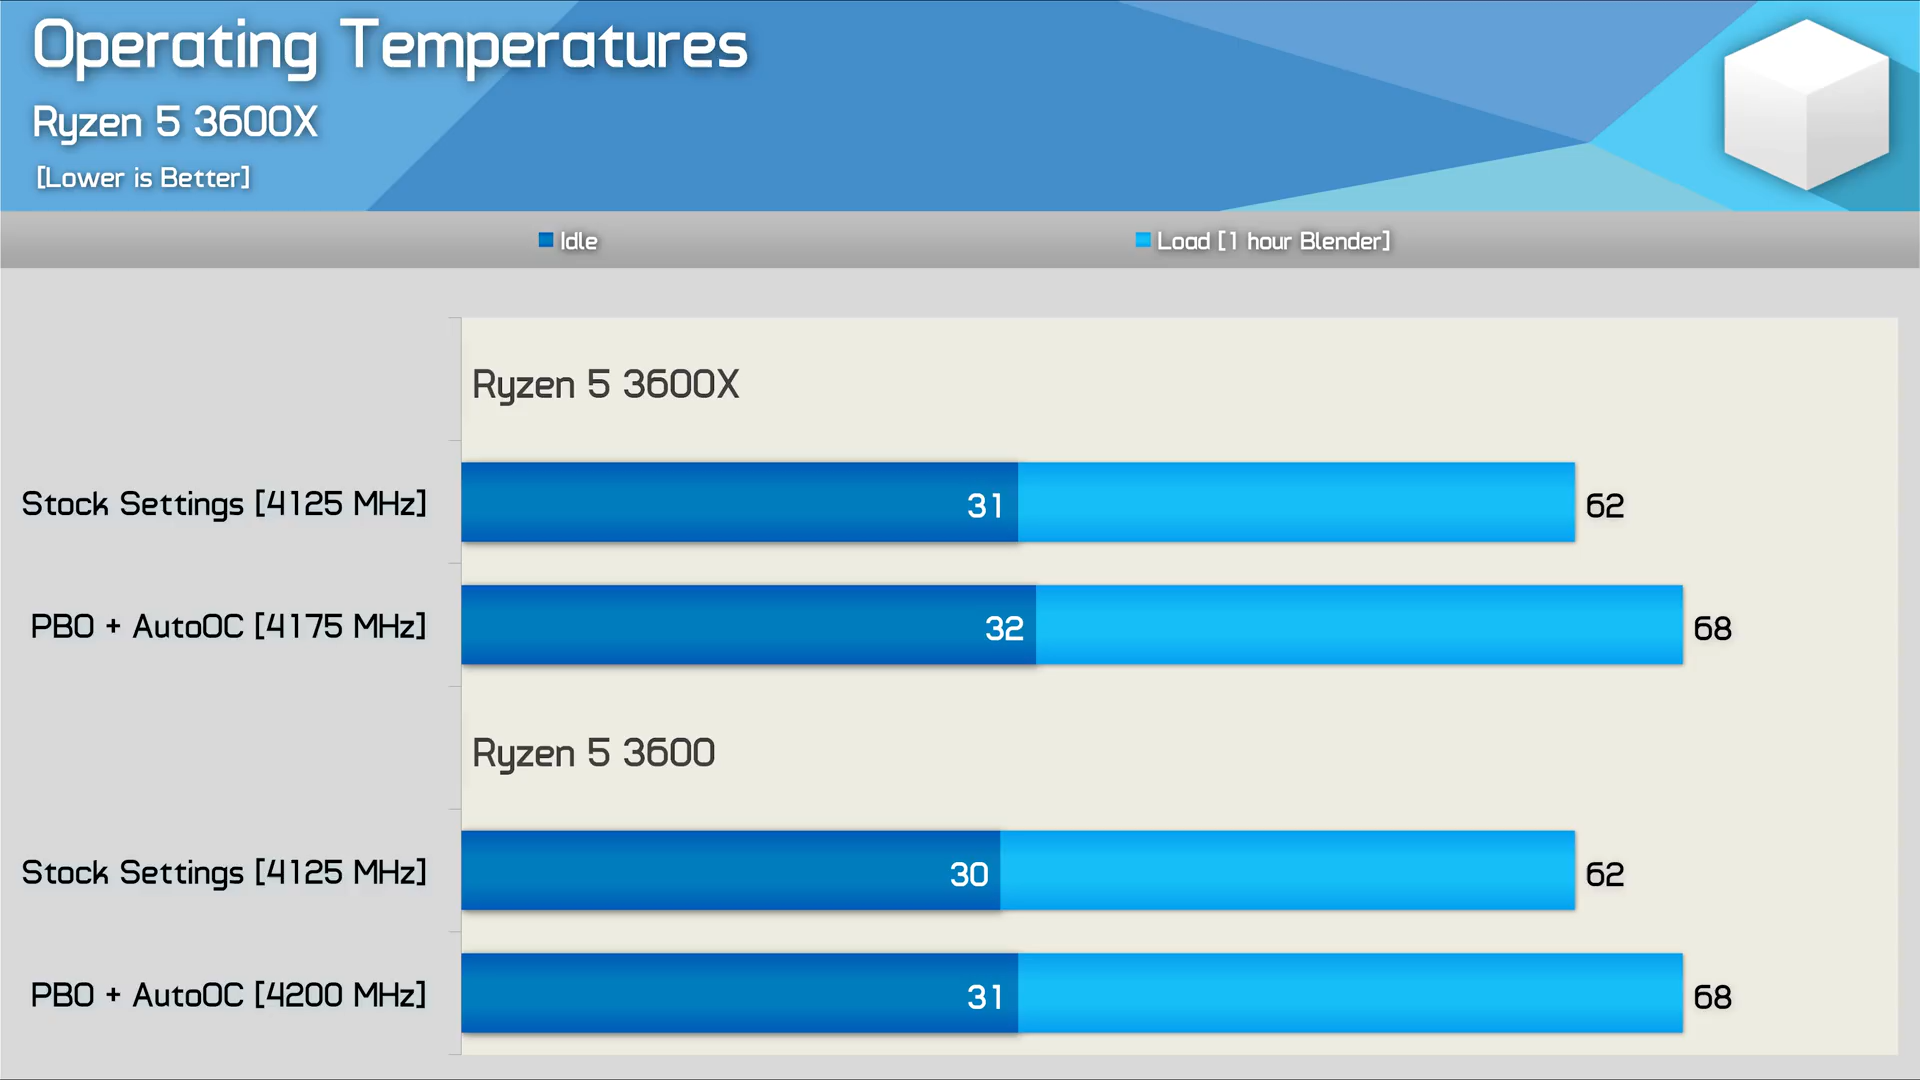 Operating Temperatures
Ryzen 5 3600X
[Lower is Better]
Idle
Load [1 hour Blender]
Ryzen 5 3600X
Stock Settings [4125 MHz] 31 62
PBO + AutoOC [4175 MHz] 32 68
Ryzen 5 3600
Stock Settings [4125 MHz] 30 62
PBO + AutoOC [4200 MHz] 31 68